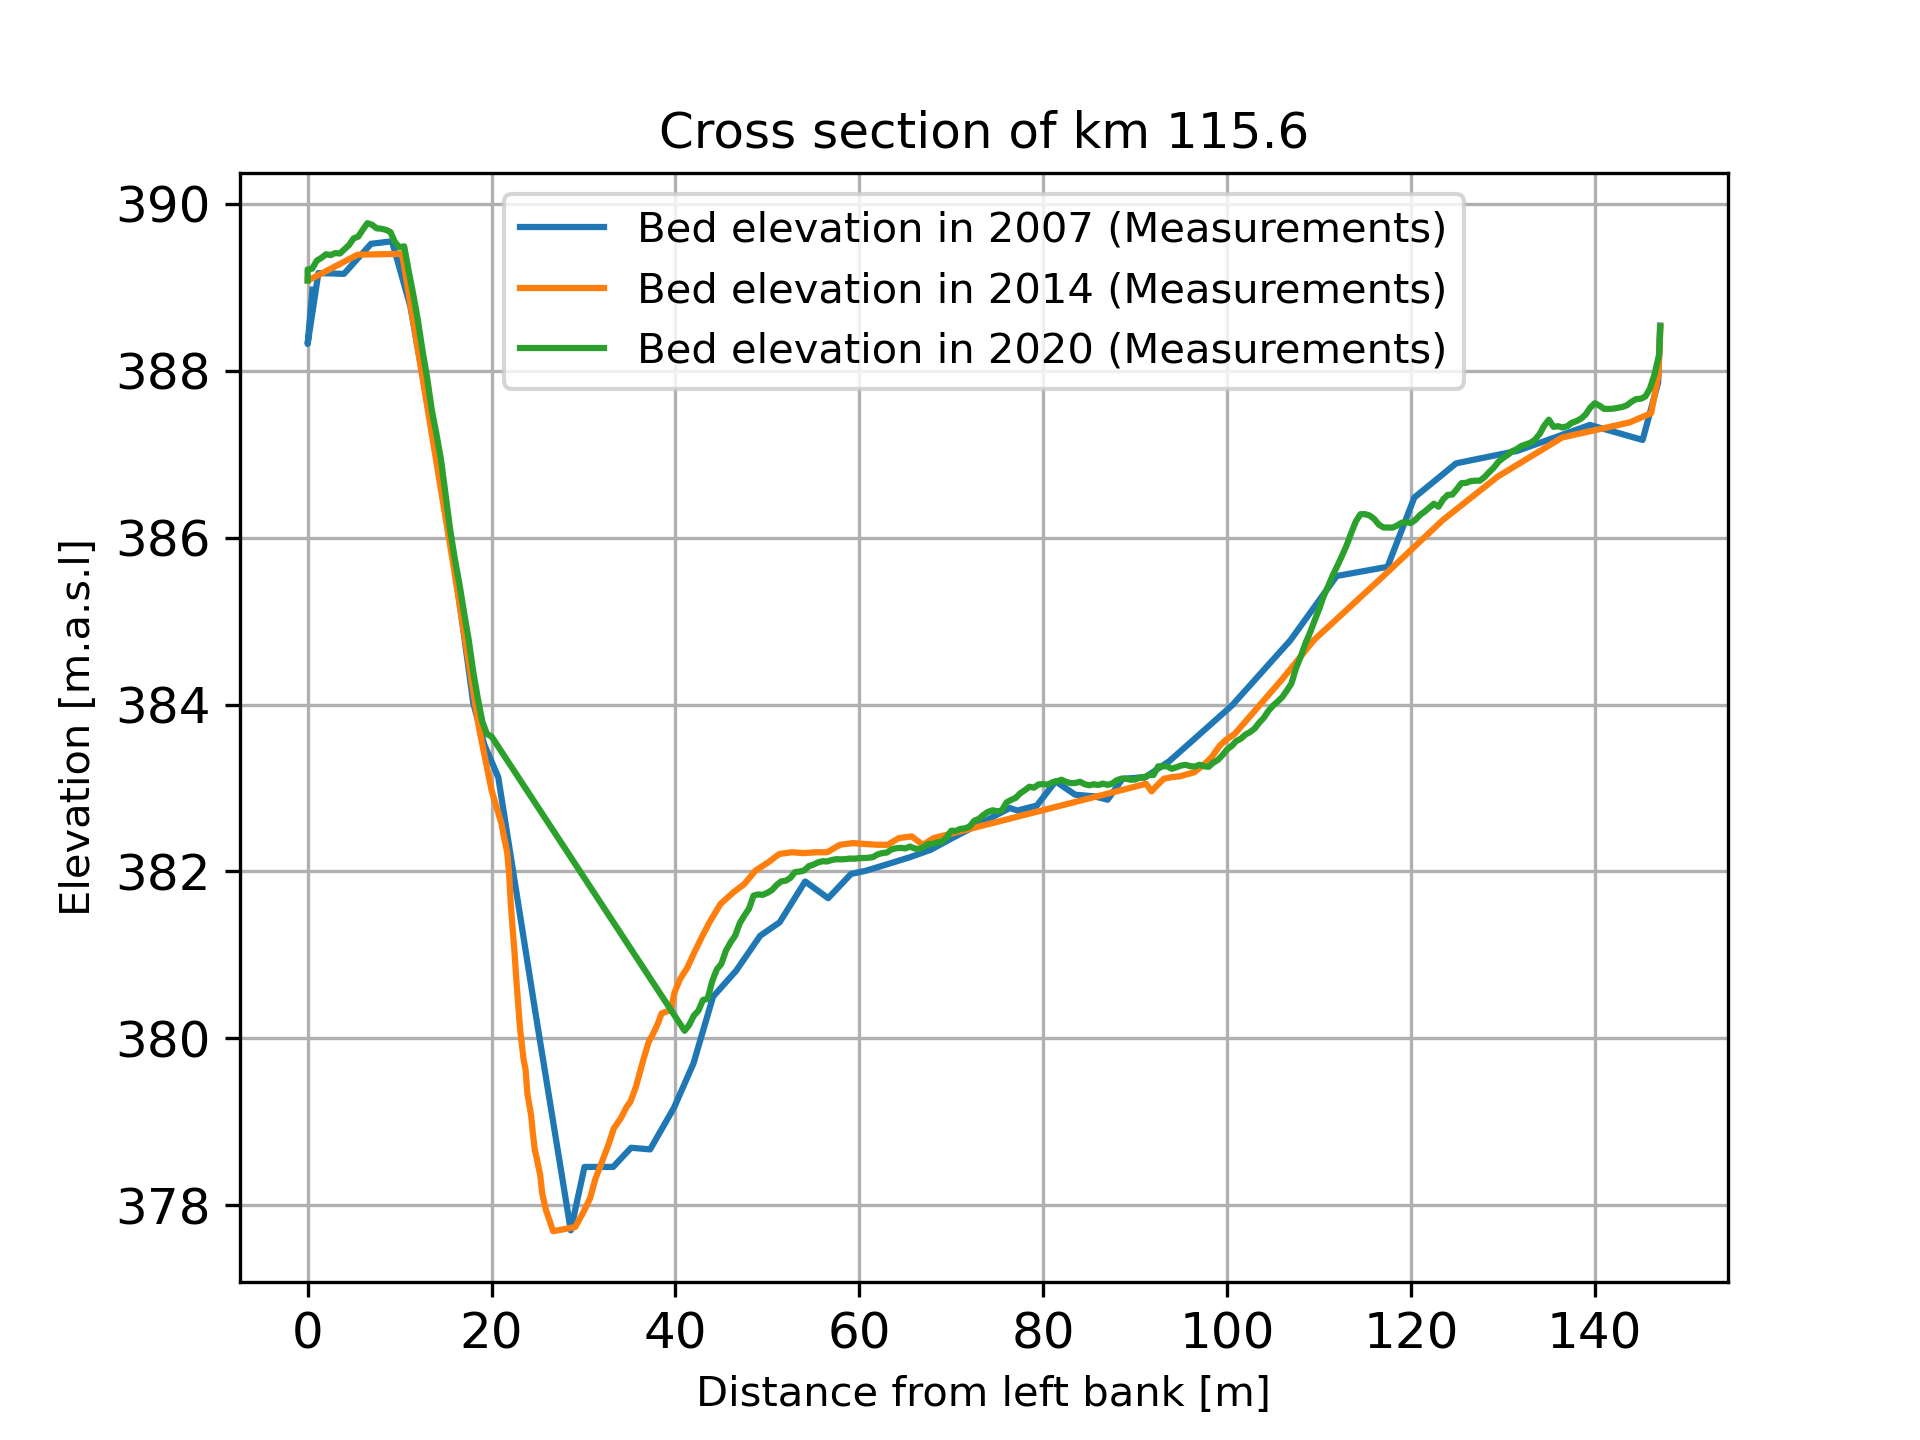 Cross section of km 115.6
390
388
386
384
382
380
378
Elevation [m.a.s.l]
Bed elevation in 2007 (Measurements)
Bed elevation in 2014 (Measurements)
Bed elevation in 2020 (Measurements)
0 20 40 60 80 100 120 140
Distance from left bank [m]